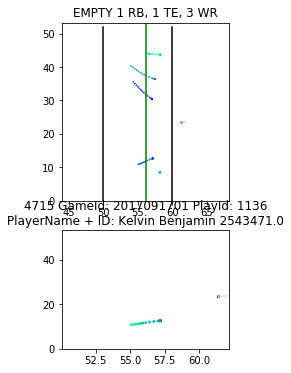 EMPTY 1 RB, 1 TE, 3 WR
50
40
30
20
10
0
45 50 55 60 65
4715 GameId: 2017091701 PlayId: 1136
PlayerName + ID: Kelvin Benjamin 2543471.0
40
20
0
52.5 55.0 57.5 60.0